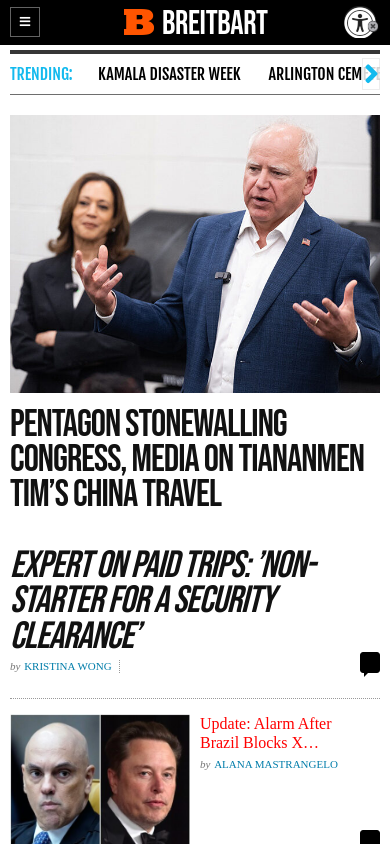 BREITBART
TRENDING: KAMALA DISASTER WEEK ARLINGTON CEM
PENTAGON STONEWALLING
CONGRESS, MEDIA ON TIANANMEN
TIM’S CHINA TRAVEL
EXPERT ON PAID TRIPS: ’NON-
STARTER FOR A SECURITY
CLEARANCE’
by KRISTINA WONG
Update: Alarm After
Brazil Blocks X…
by ALANA MASTRANGELO